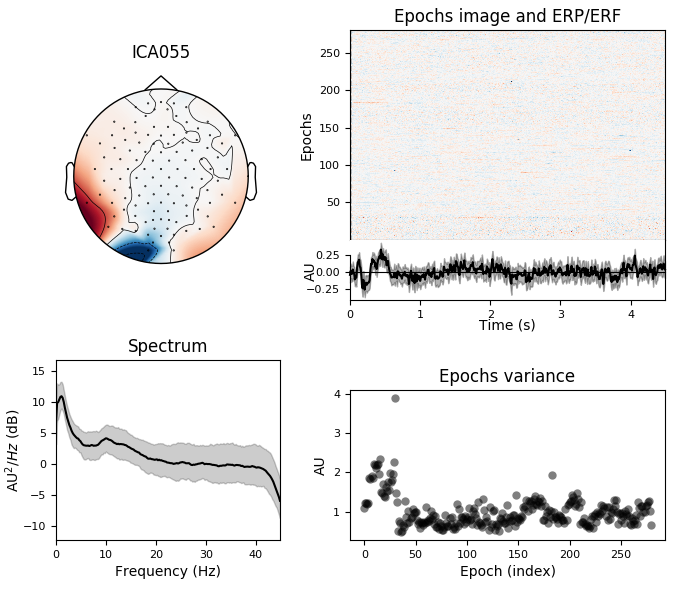 ICA055
Epochs image and ERP/ERF
Epochs
250
200
150
100
50
AU
0.25
0.00
−0.25
0 1 2 3 4
Time (s)
Spectrum
AU²/Hz (dB)
15
10
5
0
−5
−10
0 10 20 30 40
Frequency (Hz)
Epochs variance
AU
4
3
2
1
0 50 100 150 200 250
Epoch (index)